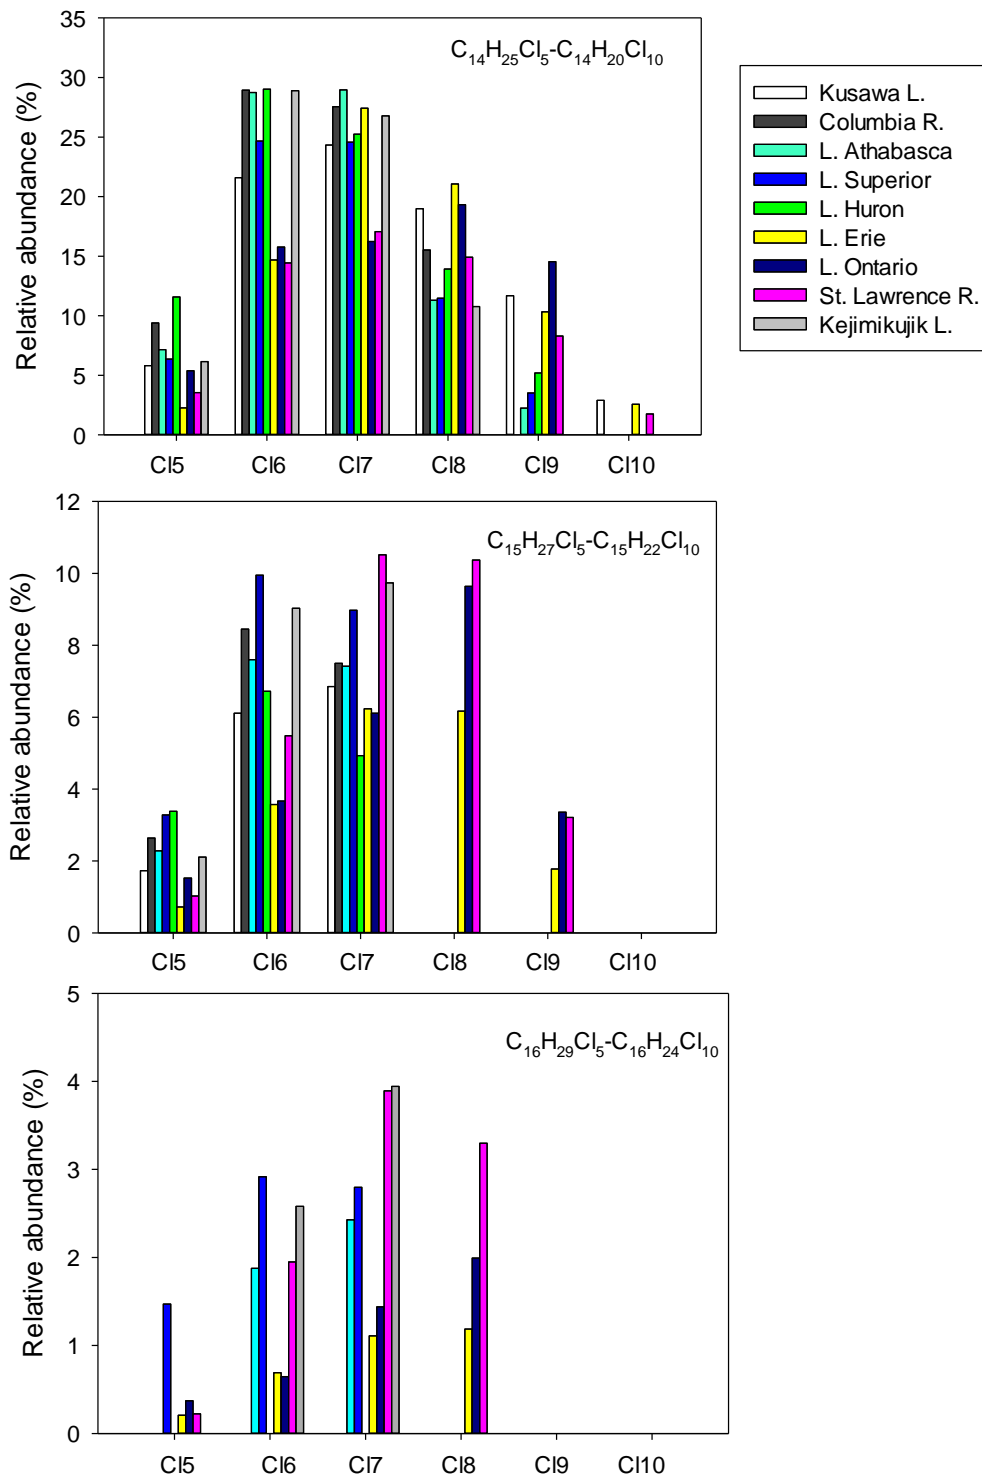 C₁₄H₂₅Cl₅-C₁₄H₂₀Cl₁₀
Relative abundance (%)
35
30
25
20
15
10
5
0
Cl5 Cl6 Cl7 Cl8 Cl9 Cl10
Kusawa L.
Columbia R.
L. Athabasca
L. Superior
L. Huron
L. Erie
L. Ontario
St. Lawrence R.
Kejimikujik L.
C₁₅H₂₇Cl₅-C₁₅H₂₂Cl₁₀
Relative abundance (%)
12
10
8
6
4
2
0
Cl5 Cl6 Cl7 Cl8 Cl9 Cl10
C₁₆H₂₉Cl₅-C₁₆H₂₄Cl₁₀
Relative abundance (%)
5
4
3
2
1
0
Cl5 Cl6 Cl7 Cl8 Cl9 Cl10